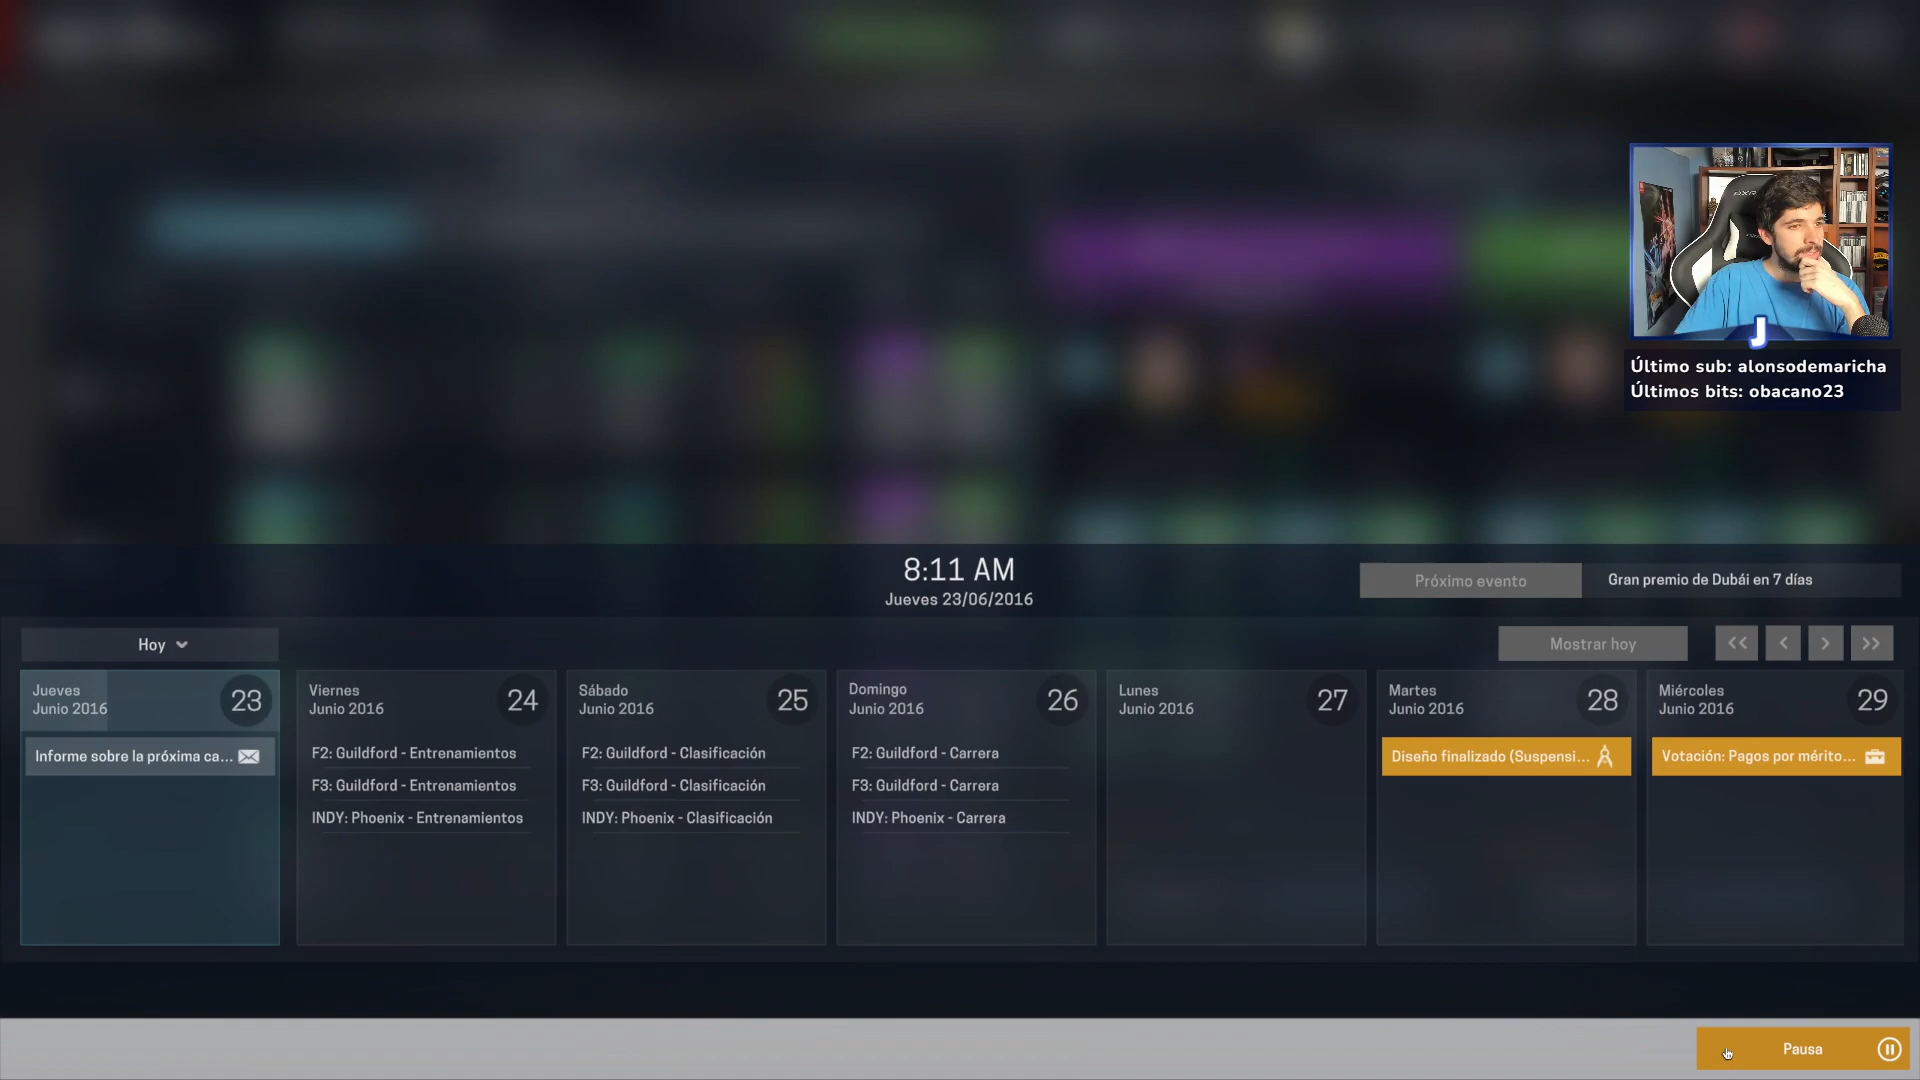 Último sub: alonsodemaricha
Últimos bits: obacano23
8:11 AM
Jueves 23/06/2016
Próximo evento
Gran premio de Dubái en 7 días
Hoy
Mostrar hoy
Jueves
Junio 2016
23
Informe sobre la próxima ca...
Viernes
Junio 2016
24
F2: Guildford - Entrenamientos
F3: Guildford - Entrenamientos
INDY: Phoenix - Entrenamientos
Sábado
Junio 2016
25
F2: Guildford - Clasificación
F3: Guildford - Clasificación
INDY: Phoenix - Clasificación
Domingo
Junio 2016
26
F2: Guildford - Carrera
F3: Guildford - Carrera
INDY: Phoenix - Carrera
Lunes
Junio 2016
27
Martes
Junio 2016
28
Diseño finalizado (Suspensi...
Miércoles
Junio 2016
29
Votación: Pagos por mérito...
Pausa